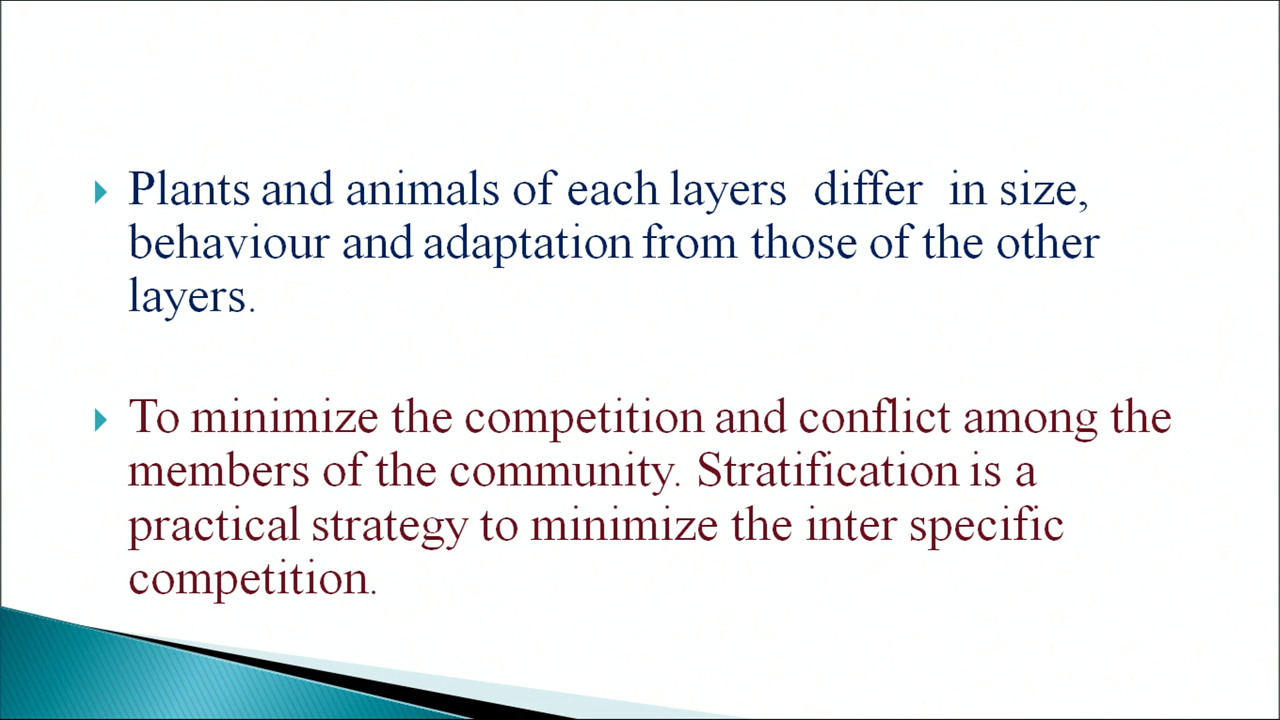 Plants and animals of each layers differ in size,
behaviour and adaptation from those of the other
layers.
To minimize the competition and conflict among the
members of the community. Stratification is a
practical strategy to minimize the inter specific
competition.